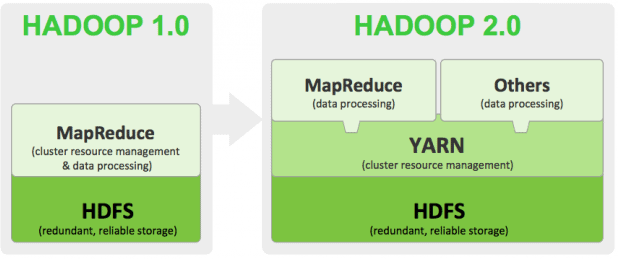 HADOOP 1.0
MapReduce
(cluster resource management
& data processing)
HDFS
(redundant, reliable storage)
HADOOP 2.0
MapReduce
(data processing)
Others
(data processing)
YARN
(cluster resource management)
HDFS
(redundant, reliable storage)